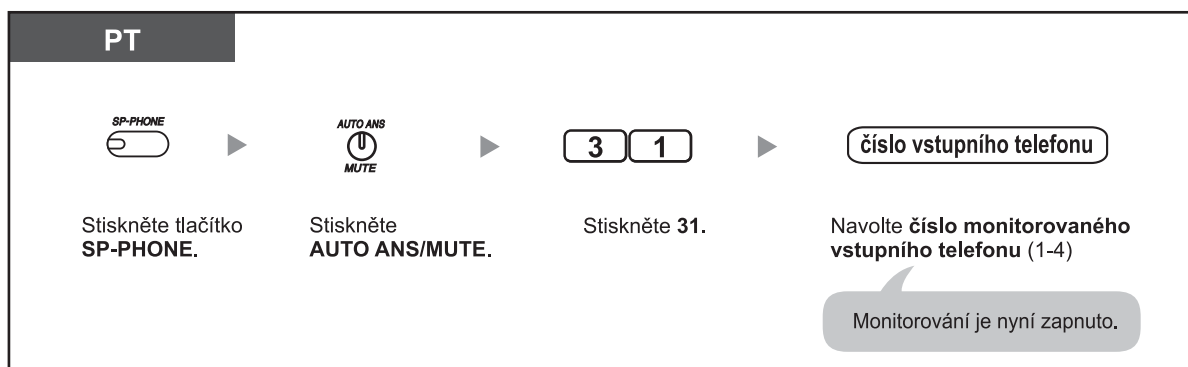 PT
SP-PHONE
AUTO ANS
MUTE
3 1
číslo vstupního telefonu
Stiskněte tlačítko
SP-PHONE.
Stiskněte
AUTO ANS/MUTE.
Stiskněte 31.
Navolte číslo monitorovaného
vstupního telefonu (1-4)
Monitorování je nyní zapnuto.